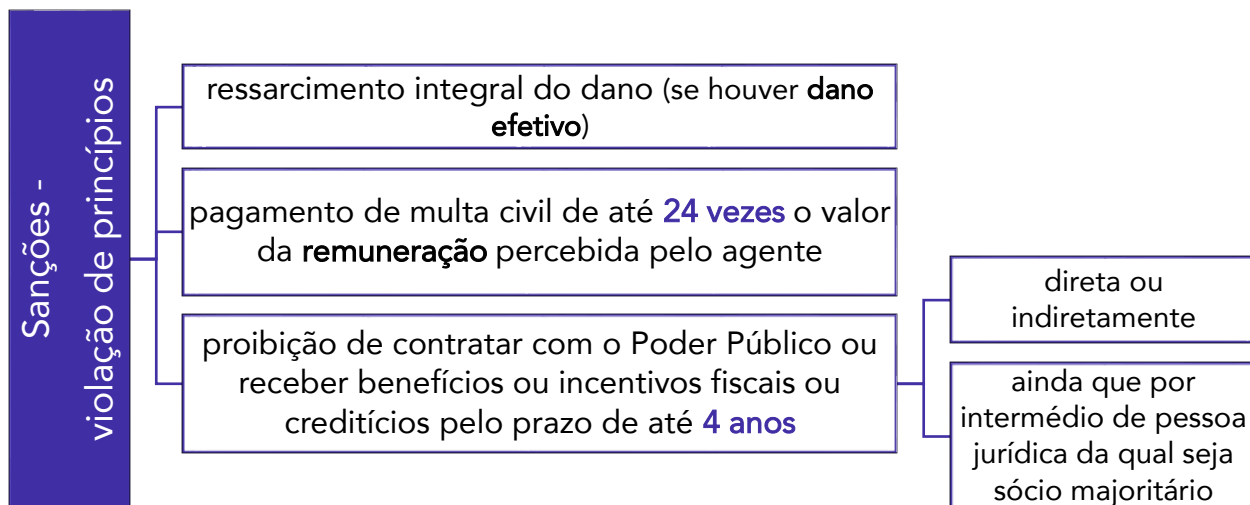 Sanções -
violação de princípios
ressarcimento integral do dano (se houver dano
efetivo)
pagamento de multa civil de até 24 vezes o valor
da remuneração percebida pelo agente
proibição de contratar com o Poder Público ou
receber benefícios ou incentivos fiscais ou
creditícios pelo prazo de até 4 anos
direta ou
indiretamente
ainda que por
intermédio de pessoa
jurídica da qual seja
sócio majoritário